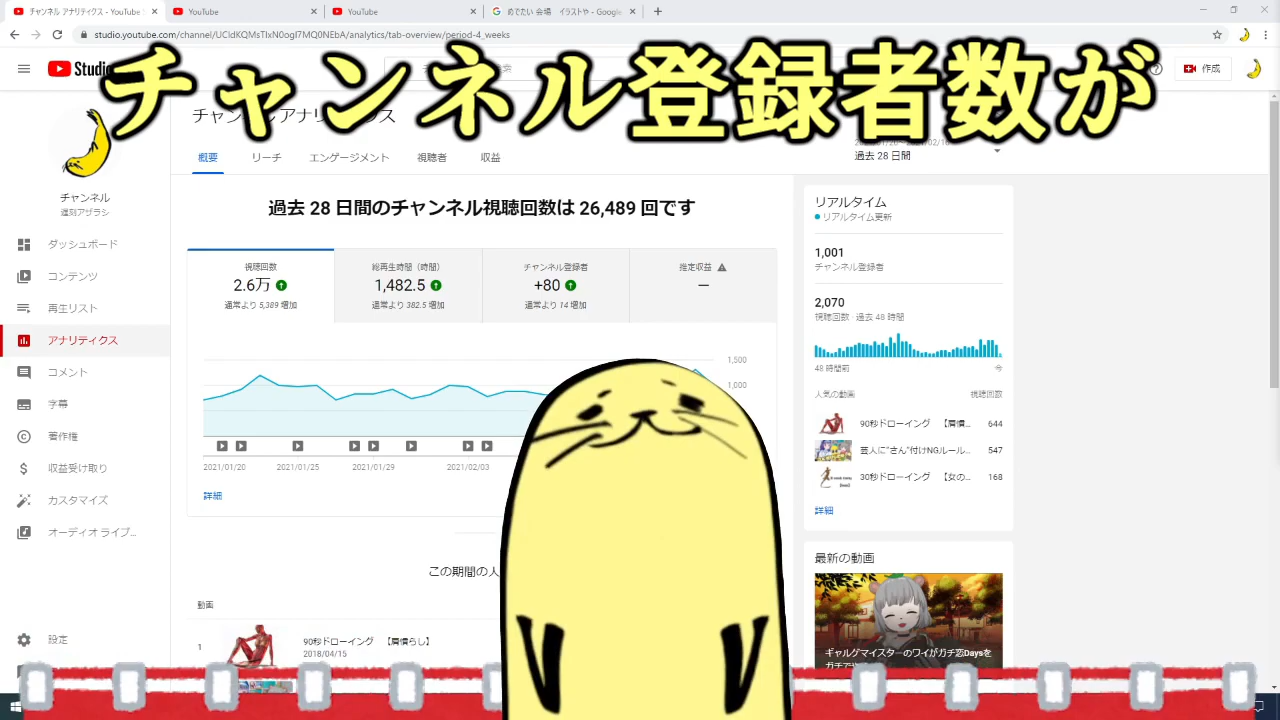 チャンネル アナリティクス - YouTube
YouTube
YouTube
めでたい 会場 イラストや - Google
studio.youtube.com/channel/UCIdKQMsTIxN0ogI7MQ0NEbA/analytics/tab-overview/period-4_weeks
Studio
作成
チャンネル登録者数が
チャンネル アナリティクス
概要
リーチ
エンゲージメント
視聴者
収益
過去 28 日間
チャンネル
遅刻アザラシ
ダッシュボード
コンテンツ
再生リスト
アナリティクス
コメント
字幕
著作権
収益受け取り
カスタマイズ
オーディオ ライブ...
設定
過去 28 日間のチャンネル視聴回数は 26,489 回です
視聴回数
2.6万
通常より 5,389 増加
総再生時間（時間）
1,482.5
通常より 382.5 増加
チャンネル登録者
+80
通常より 14 増加
推定収益
—
1,500
1,000
2021/01/20
2021/01/25
2021/01/29
2021/02/03
詳細
この期間の人
動画
1
90秒ドローイング 【肩慣らし】
2018/04/15
リアルタイム
リアルタイム更新
1,001
チャンネル登録者
2,070
視聴回数 · 過去 48 時間
48 時間前
今
人気の動画
視聴回数
90秒ドローイング 【肩慣... 644
芸人に"さん"付けNGルール... 547
30秒ドローイング 【女の... 168
詳細
最新の動画
ギャルゲマイスターのワイがガチ恋Daysを